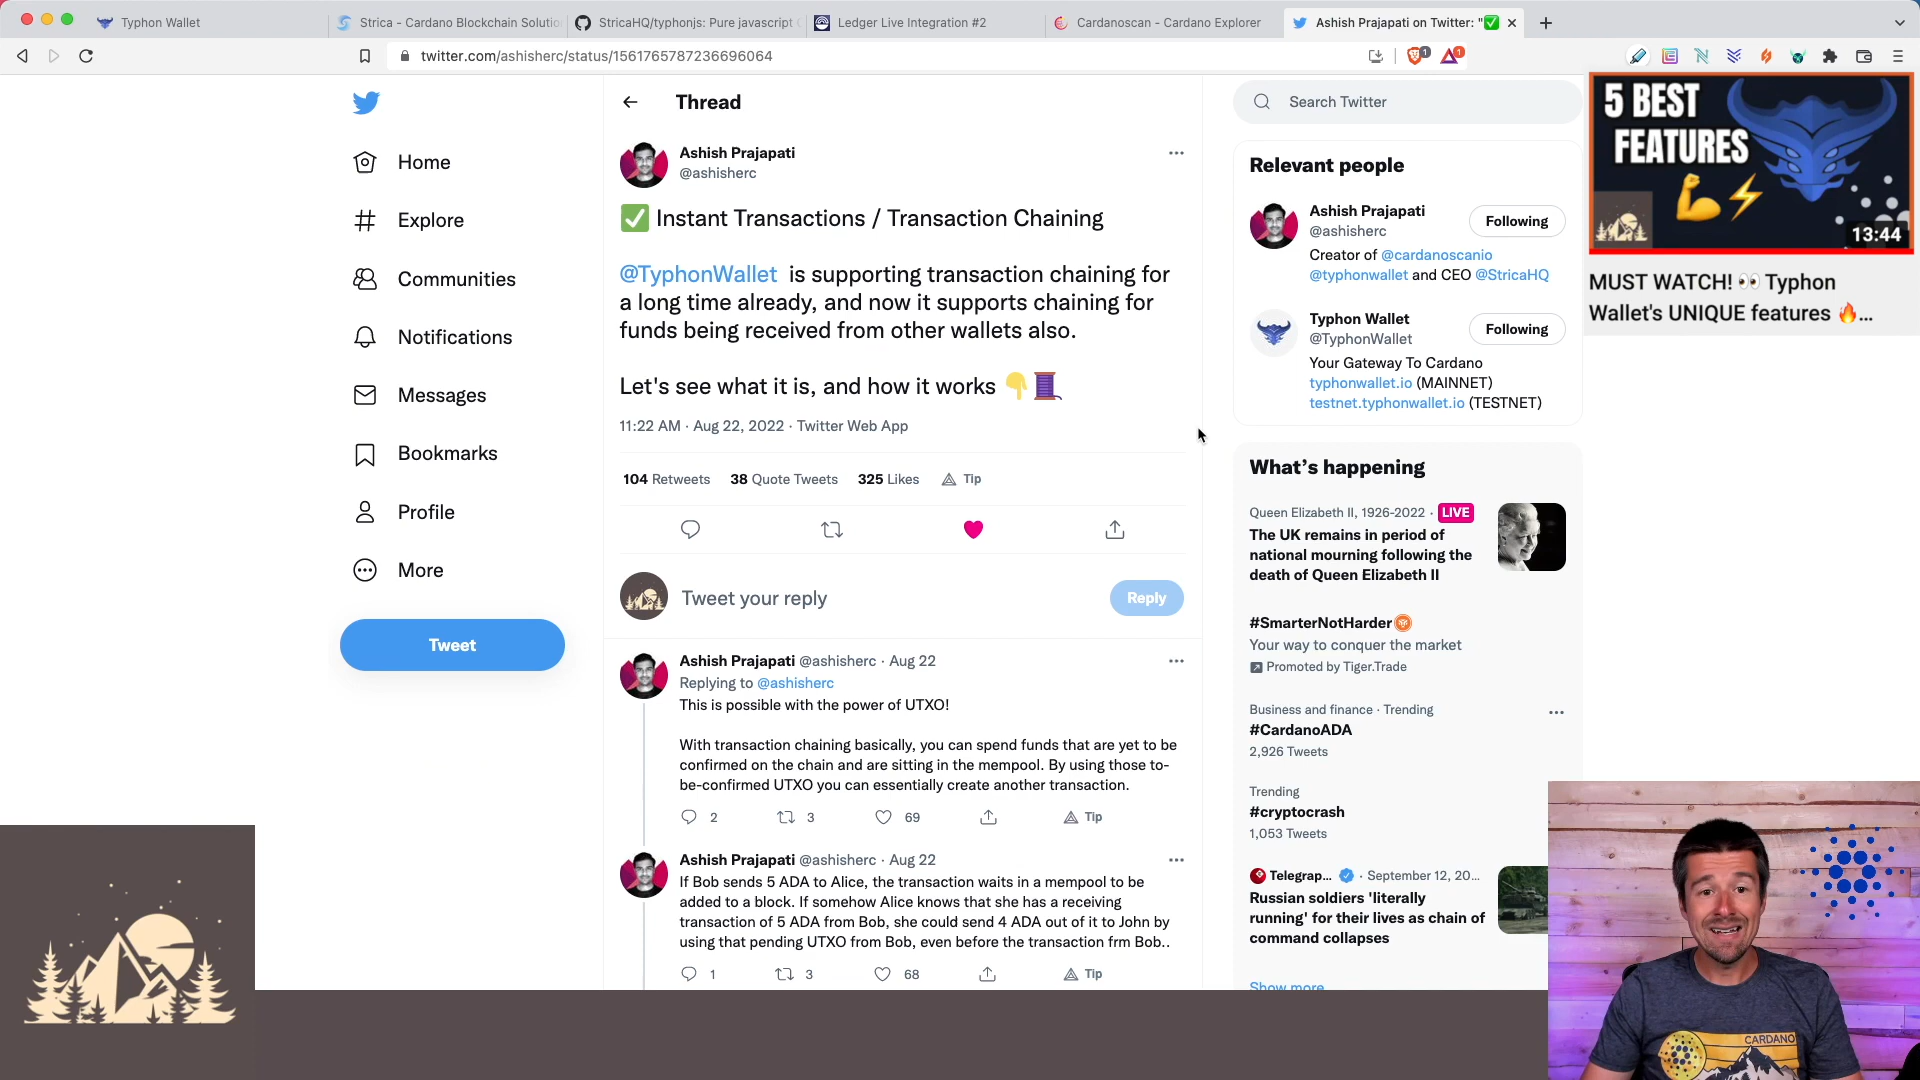 Typhon Wallet
Strica - Cardano Blockchain Solutio
StricaHQ/typhonjs: Pure javascript
Ledger Live Integration #2
Cardanoscan - Cardano Explorer
Ashish Prajapati on Twitter: "✅
twitter.com/ashisherc/status/1561765787236696064
1
1
Home
Explore
Communities
Notifications
Messages
Bookmarks
Profile
More
Tweet
Thread
Ashish Prajapati
@ashisherc
✅ Instant Transactions / Transaction Chaining
@TyphonWallet is supporting transaction chaining for
a long time already, and now it supports chaining for
funds being received from other wallets also.
Let's see what it is, and how it works 👇🧵
11:22 AM · Aug 22, 2022 · Twitter Web App
104 Retweets 38 Quote Tweets 325 Likes Tip
Tweet your reply
Reply
Ashish Prajapati @ashisherc · Aug 22
Replying to @ashisherc
This is possible with the power of UTXO!
With transaction chaining basically, you can spend funds that are yet to be
confirmed on the chain and are sitting in the mempool. By using those to-
be-confirmed UTXO you can essentially create another transaction.
2 3 69 Tip
Ashish Prajapati @ashisherc · Aug 22
If Bob sends 5 ADA to Alice, the transaction waits in a mempool to be
added to a block. If somehow Alice knows that she has a receiving
transaction of 5 ADA from Bob, she could send 4 ADA out of it to John by
using that pending UTXO from Bob, even before the transaction frm Bob..
1 3 68 Tip
Search Twitter
Relevant people
Ashish Prajapati
@ashisherc
Following
Creator of @cardanoscanio
@typhonwallet and CEO @StricaHQ
Typhon Wallet
@TyphonWallet
Following
Your Gateway To Cardano
typhonwallet.io (MAINNET)
testnet.typhonwallet.io (TESTNET)
What's happening
Queen Elizabeth II, 1926-2022 · LIVE
The UK remains in period of
national mourning following the
death of Queen Elizabeth II
#SmarterNotHarder
Your way to conquer the market
Promoted by Tiger.Trade
Business and finance · Trending
#CardanoADA
2,926 Tweets
Trending
#cryptocrash
1,053 Tweets
Telegrap... · September 12, 20...
Russian soldiers 'literally
running' for their lives as chain of
command collapses
Show more
5 BEST
FEATURES
13:44
MUST WATCH! 👀 Typhon
Wallet's UNIQUE features 🔥...
CARDANO